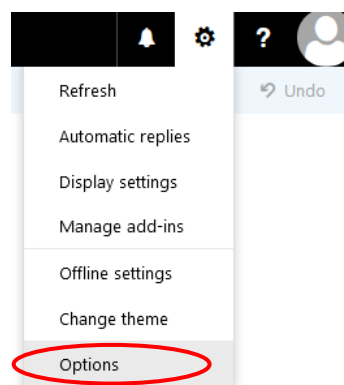 ?
Refresh
Undo
Automatic replies
Display settings
Manage add-ins
Offline settings
Change theme
Options